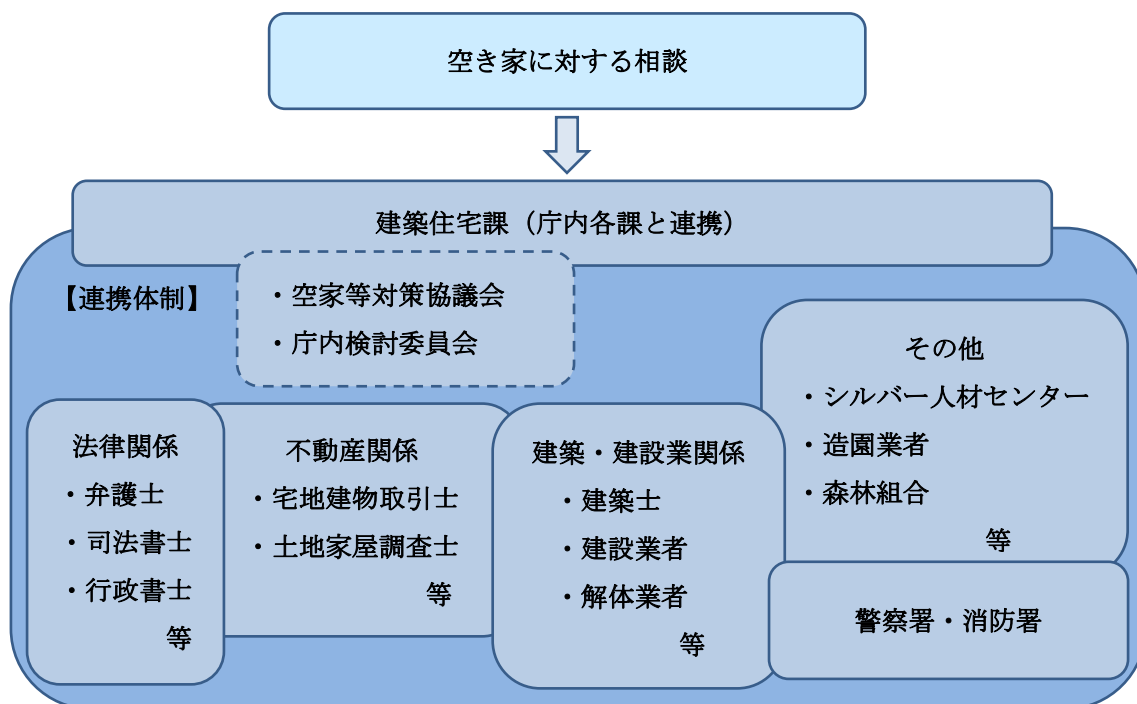 空き家に対する相談
建築住宅課（庁内各課と連携）
【連携体制】
・空家等対策協議会
・庁内検討委員会
法律関係
・弁護士
・司法書士
・行政書士
等
不動産関係
・宅地建物取引士
・土地家屋調査士
等
建築・建設業関係
・建築士
・建設業者
・解体業者
等
その他
・シルバー人材センター
・造園業者
・森林組合
等
警察署・消防署